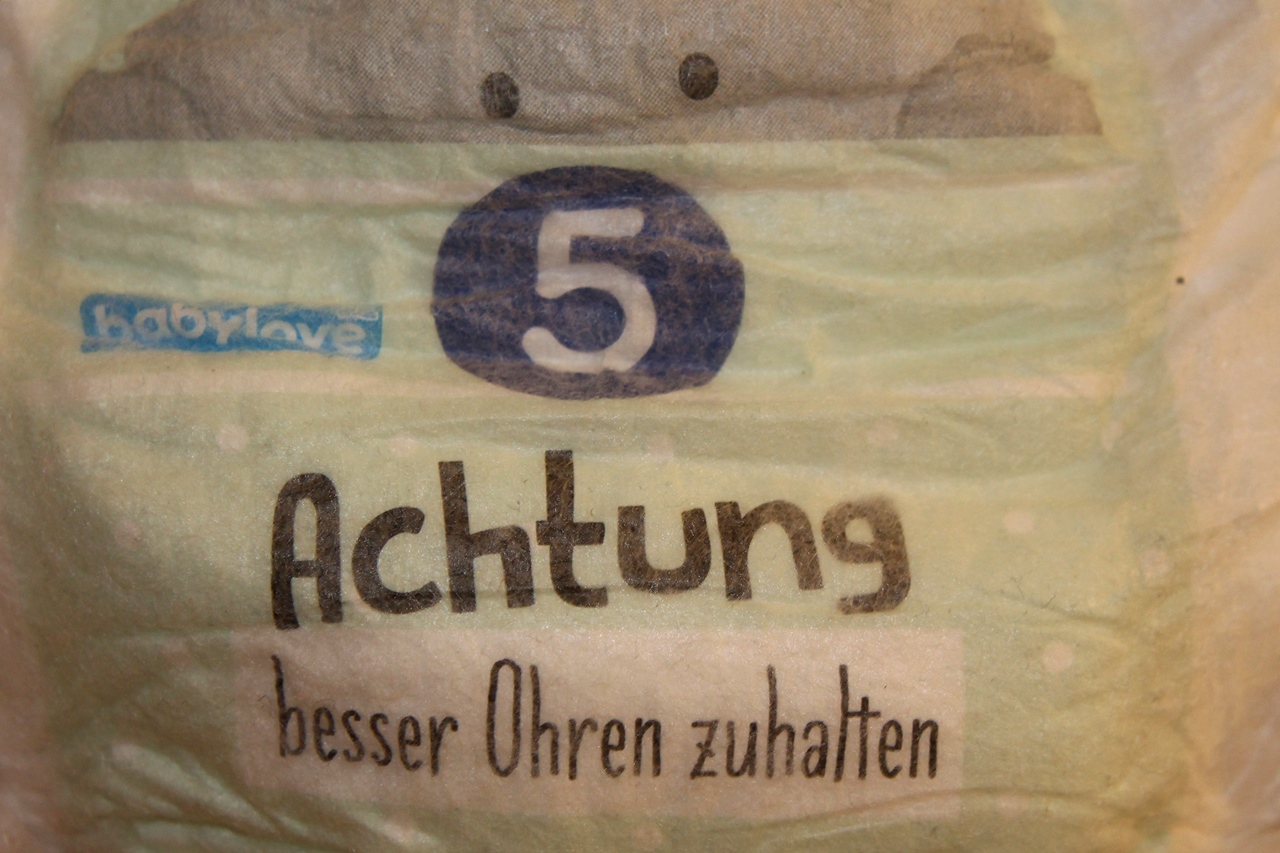 5
babylove
Achtung
besser Ohren zuhalten